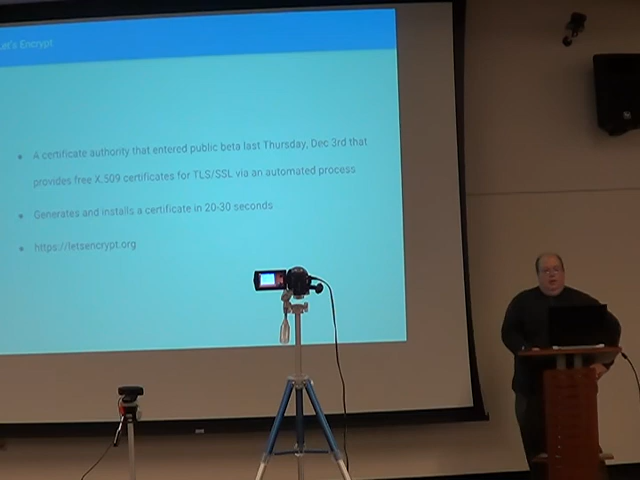 Let's Encrypt
A certificate authority that entered public beta last Thursday, Dec 3rd that
provides free X.509 certificates for TLS/SSL via an automated process
Generates and installs a certificate in 20-30 seconds
https://letsencrypt.org